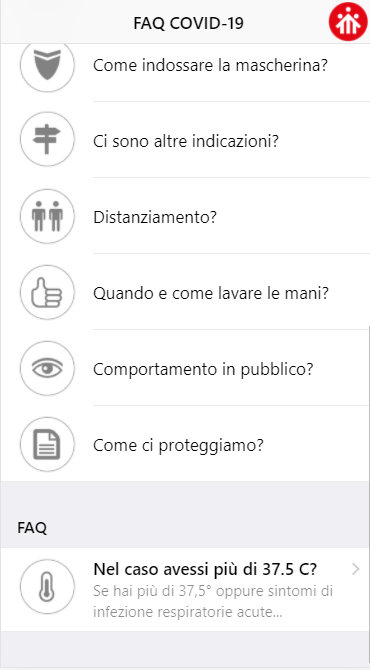 FAQ COVID-19
Come indossare la mascherina?
Ci sono altre indicazioni?
Distanziamento?
Quando e come lavare le mani?
Comportamento in pubblico?
Come ci proteggiamo?
FAQ
Nel caso avessi più di 37.5 C?
Se hai più di 37,5° oppure sintomi di
infezione respiratorie acute...